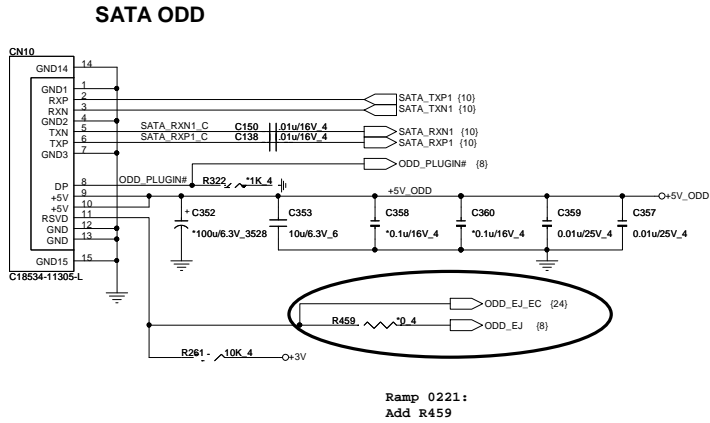 SATA ODD
CN10
GND14 14
GND1 1
RXP 2 SATA_TXP1 {10}
RXN 3 SATA_TXN1 {10}
GND2 4
TXN 5 SATA_RXN1_C C150 .01u/16V_4 SATA_RXN1 {10}
TXP 6 SATA_RXP1_C C138 .01u/16V_4 SATA_RXP1 {10}
GND3 7
ODD_PLUGIN# {8}
DP 8 ODD_PLUGIN# R322 *1K_4
+5V 9 +5V_ODD +5V_ODD
+5V 10
RSVD 11
GND 12
GND 13
+ C352 C353 C358 C360 C359 C357
*100u/6.3V_3528 10u/6.3V_6 *0.1u/16V_4 *0.1u/16V_4 0.01u/25V_4 0.01u/25V_4
GND15 15
C18534-11305-L
ODD_EJ_EC {24}
R459 *0_4 ODD_EJ {8}
R261 10K_4 +3V
Ramp 0221:
Add R459